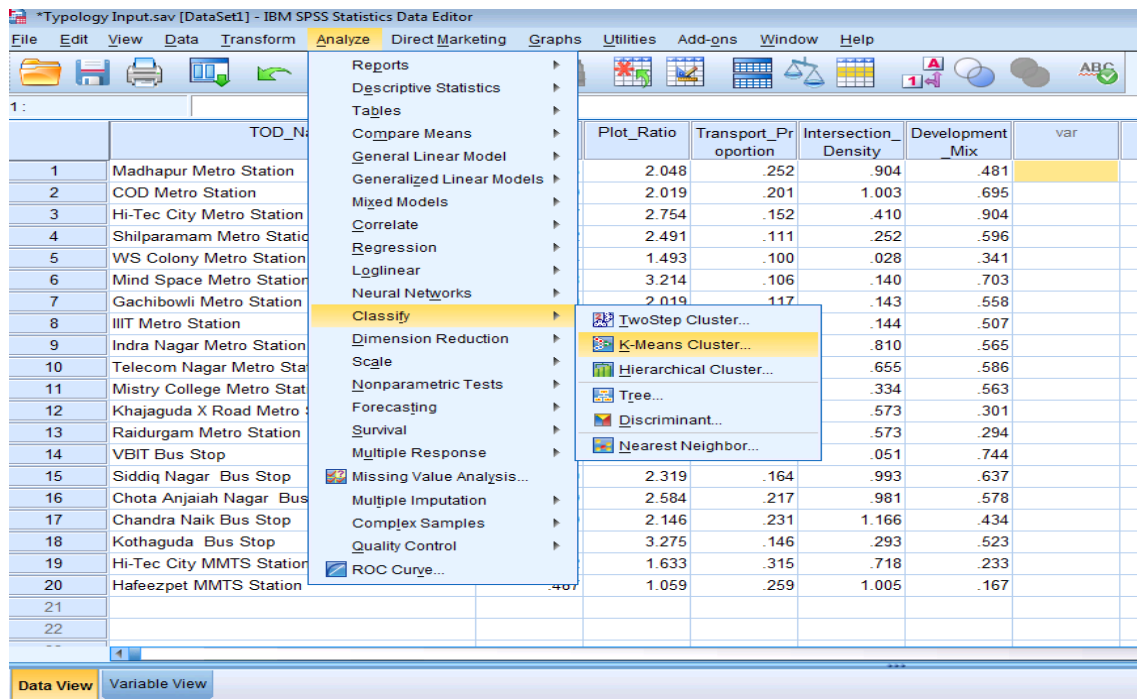 *Typology Input.sav [DataSet1] - IBM SPSS Statistics Data Editor
File Edit View Data Transform Analyze Direct Marketing Graphs Utilities Add-ons Window Help
1 :
Reports
Descriptive Statistics
Tables
Compare Means
General Linear Model
Generalized Linear Models
Mixed Models
Correlate
Regression
Loglinear
Neural Networks
Classify
Dimension Reduction
Scale
Nonparametric Tests
Forecasting
Survival
Multiple Response
Missing Value Analysis...
Multiple Imputation
Complex Samples
Quality Control
ROC Curve...
TwoStep Cluster...
K-Means Cluster...
Hierarchical Cluster...
Tree...
Discriminant...
Nearest Neighbor...
TOD_Na Plot_Ratio Transport_Proportion Intersection_Density Development_Mix var
1 Madhapur Metro Station 2.048 .252 .904 .481
2 COD Metro Station 2.019 .201 1.003 .695
3 Hi-Tec City Metro Station 2.754 .152 .410 .904
4 Shilparamam Metro Static 2.491 .111 .252 .596
5 WS Colony Metro Station 1.493 .100 .028 .341
6 Mind Space Metro Station 3.214 .106 .140 .703
7 Gachibowli Metro Station 2.019 .117 .143 .558
8 IIIT Metro Station .144 .507
9 Indra Nagar Metro Station .810 .565
10 Telecom Nagar Metro Sta .655 .586
11 Mistry College Metro Stat .334 .563
12 Khajaguda X Road Metro .573 .301
13 Raidurgam Metro Station .573 .294
14 VBIT Bus Stop .051 .744
15 Siddiq Nagar Bus Stop 2.319 .164 .993 .637
16 Chota Anjaiah Nagar Bus 2.584 .217 .981 .578
17 Chandra Naik Bus Stop 2.146 .231 1.166 .434
18 Kothaguda Bus Stop 3.275 .146 .293 .523
19 Hi-Tec City MMTS Station 1.633 .315 .718 .233
20 Hafeezpet MMTS Station .467 1.059 .259 1.005 .167
21
22
Data View Variable View